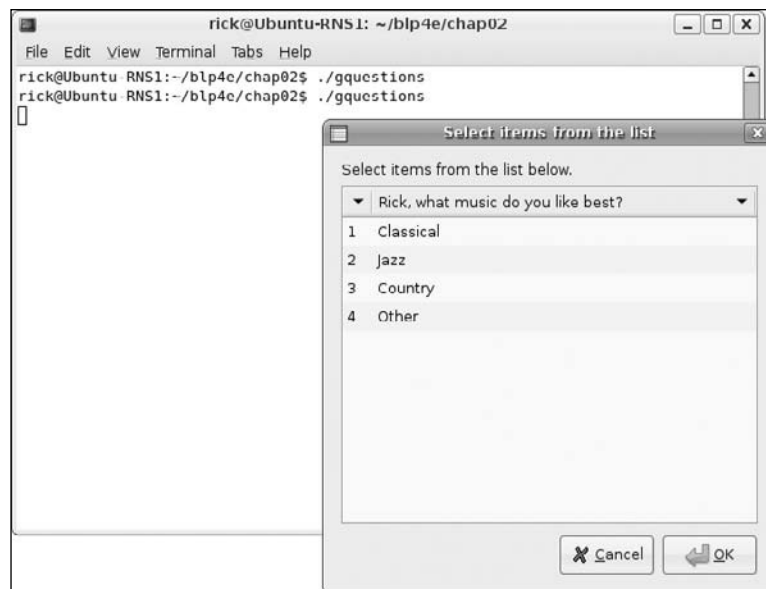 rick@Ubuntu-RNS1: ~/blp4e/chap02
File Edit View Terminal Tabs Help
rick@Ubuntu-RNS1:~/blp4e/chap02$ ./gquestions
rick@Ubuntu-RNS1:~/blp4e/chap02$ ./gquestions
Select items from the list
Select items from the list below.
Rick, what music do you like best?
1 Classical
2 Jazz
3 Country
4 Other
Cancel OK